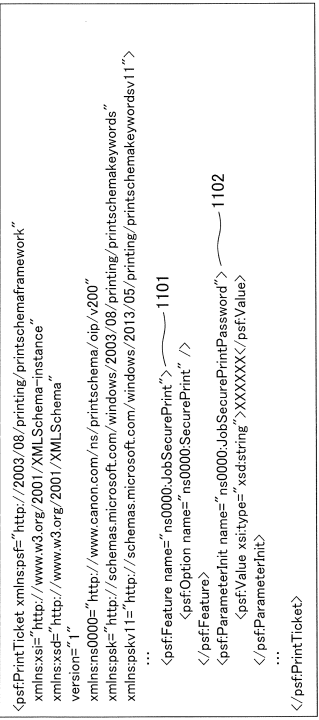 <psf:PrintTicket xmlns:psf="http://2003/08/printing/printschemaframework"
xmlns:xsi="http://www.w3.org/2001/XMLSchema-instance"
xmlns:xsd="http://www.w3.org/2001/XMLSchema"
version="1"
xmlns:ns0000="http://www.canon.com/ns/printschema/oip/v200"
xmlns:psk="http://schemas.microsoft.com/windows/2003/08/printing/printschemakeywords"
xmlns:pskv11="http://schemas.microsoft.com/windows/2013/05/printing/printschemakeywordsv11">
...
<psf:Feature name="ns0000:JobSecurePrint"> 1101
<psf:Option name="ns0000:SecurePrint" />
</psf:Feature>
<psf:ParameterInit name="ns0000:JobSecurePrintPassword"> 1102
<psf:Value xsi:type="xsd:string">XXXXXX</psf:Value>
</psf:ParameterInit>
...
</psf:PrintTicket>